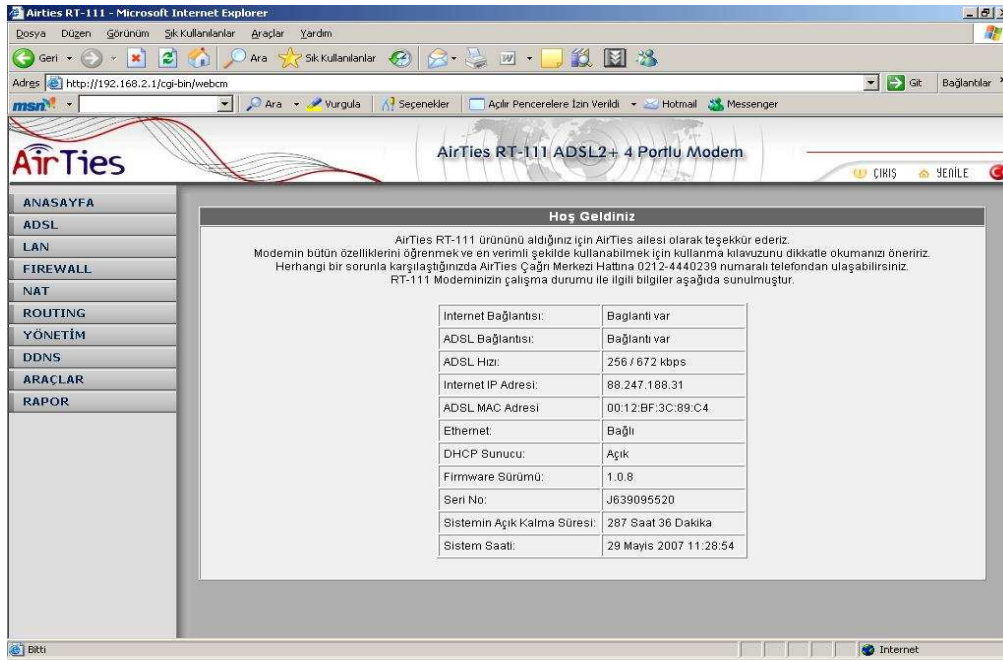 Airties RT-111 - Microsoft Internet Explorer
Dosya Düzen Görünüm Sık Kullanılanlar Araçlar Yardım
Geri Ara Sık Kullanılanlar
Adres http://192.168.2.1/cgi-bin/webcm Git Bağlantılar
msn Ara Vurgula Seçenekler Açılır Pencerelere İzin Verildi Hotmail Messenger
AirTies
AirTies RT-111 ADSL2+ 4 Portlu Modem
ÇIKIŞ YENİLE
ANASAYFA
ADSL
LAN
FIREWALL
NAT
ROUTING
YÖNETİM
DDNS
ARAÇLAR
RAPOR
Hoş Geldiniz
AirTies RT-111 ürününü aldığınız için AirTies ailesi olarak teşekkür ederiz.
Modemin bütün özelliklerini öğrenmek ve en verimli şekilde kullanabilmek için kullanma kılavuzunu dikkatle okumanızı öneririz.
Herhangi bir sorunla karşılaştığınızda AirTies Çağrı Merkezi Hattına 0212-4440239 numaralı telefondan ulaşabilirsiniz.
RT-111 Modeminizin çalışma durumu ile ilgili bilgiler aşağıda sunulmuştur.
Internet Bağlantısı: Baglanti var
ADSL Bağlantısı: Bağlantı var
ADSL Hızı: 256 / 672 kbps
Internet IP Adresi: 88.247.188.31
ADSL MAC Adresi 00:12:BF:3C:89:C4
Ethernet: Bağlı
DHCP Sunucu: Açık
Firmware Sürümü: 1.0.8
Seri No: J639095520
Sistemin Açık Kalma Süresi: 287 Saat 36 Dakika
Sistem Saati: 29 Mayis 2007 11:28:54
Bitti Internet